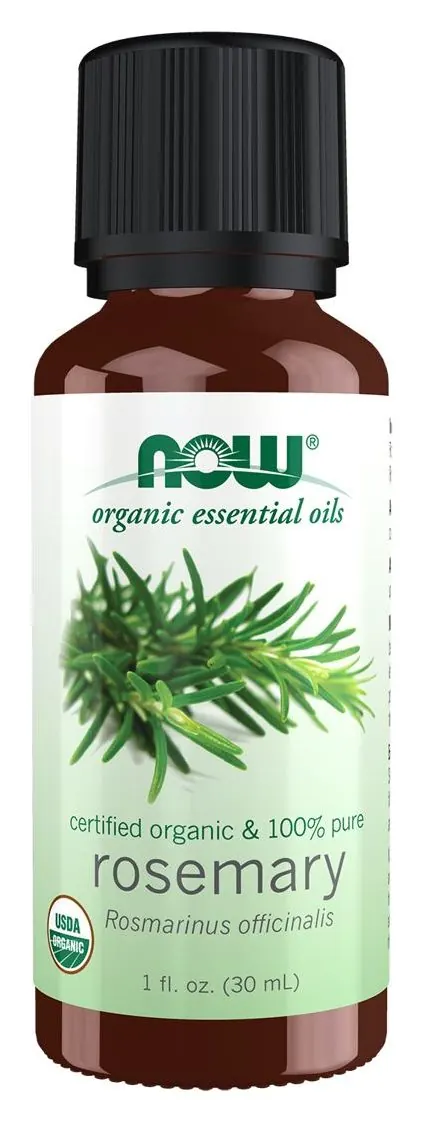 now®
organic essential oils
certified organic & 100% pure
rosemary
Rosmarinus officinalis
USDA
ORGANIC
1 fl. oz. (30 mL)